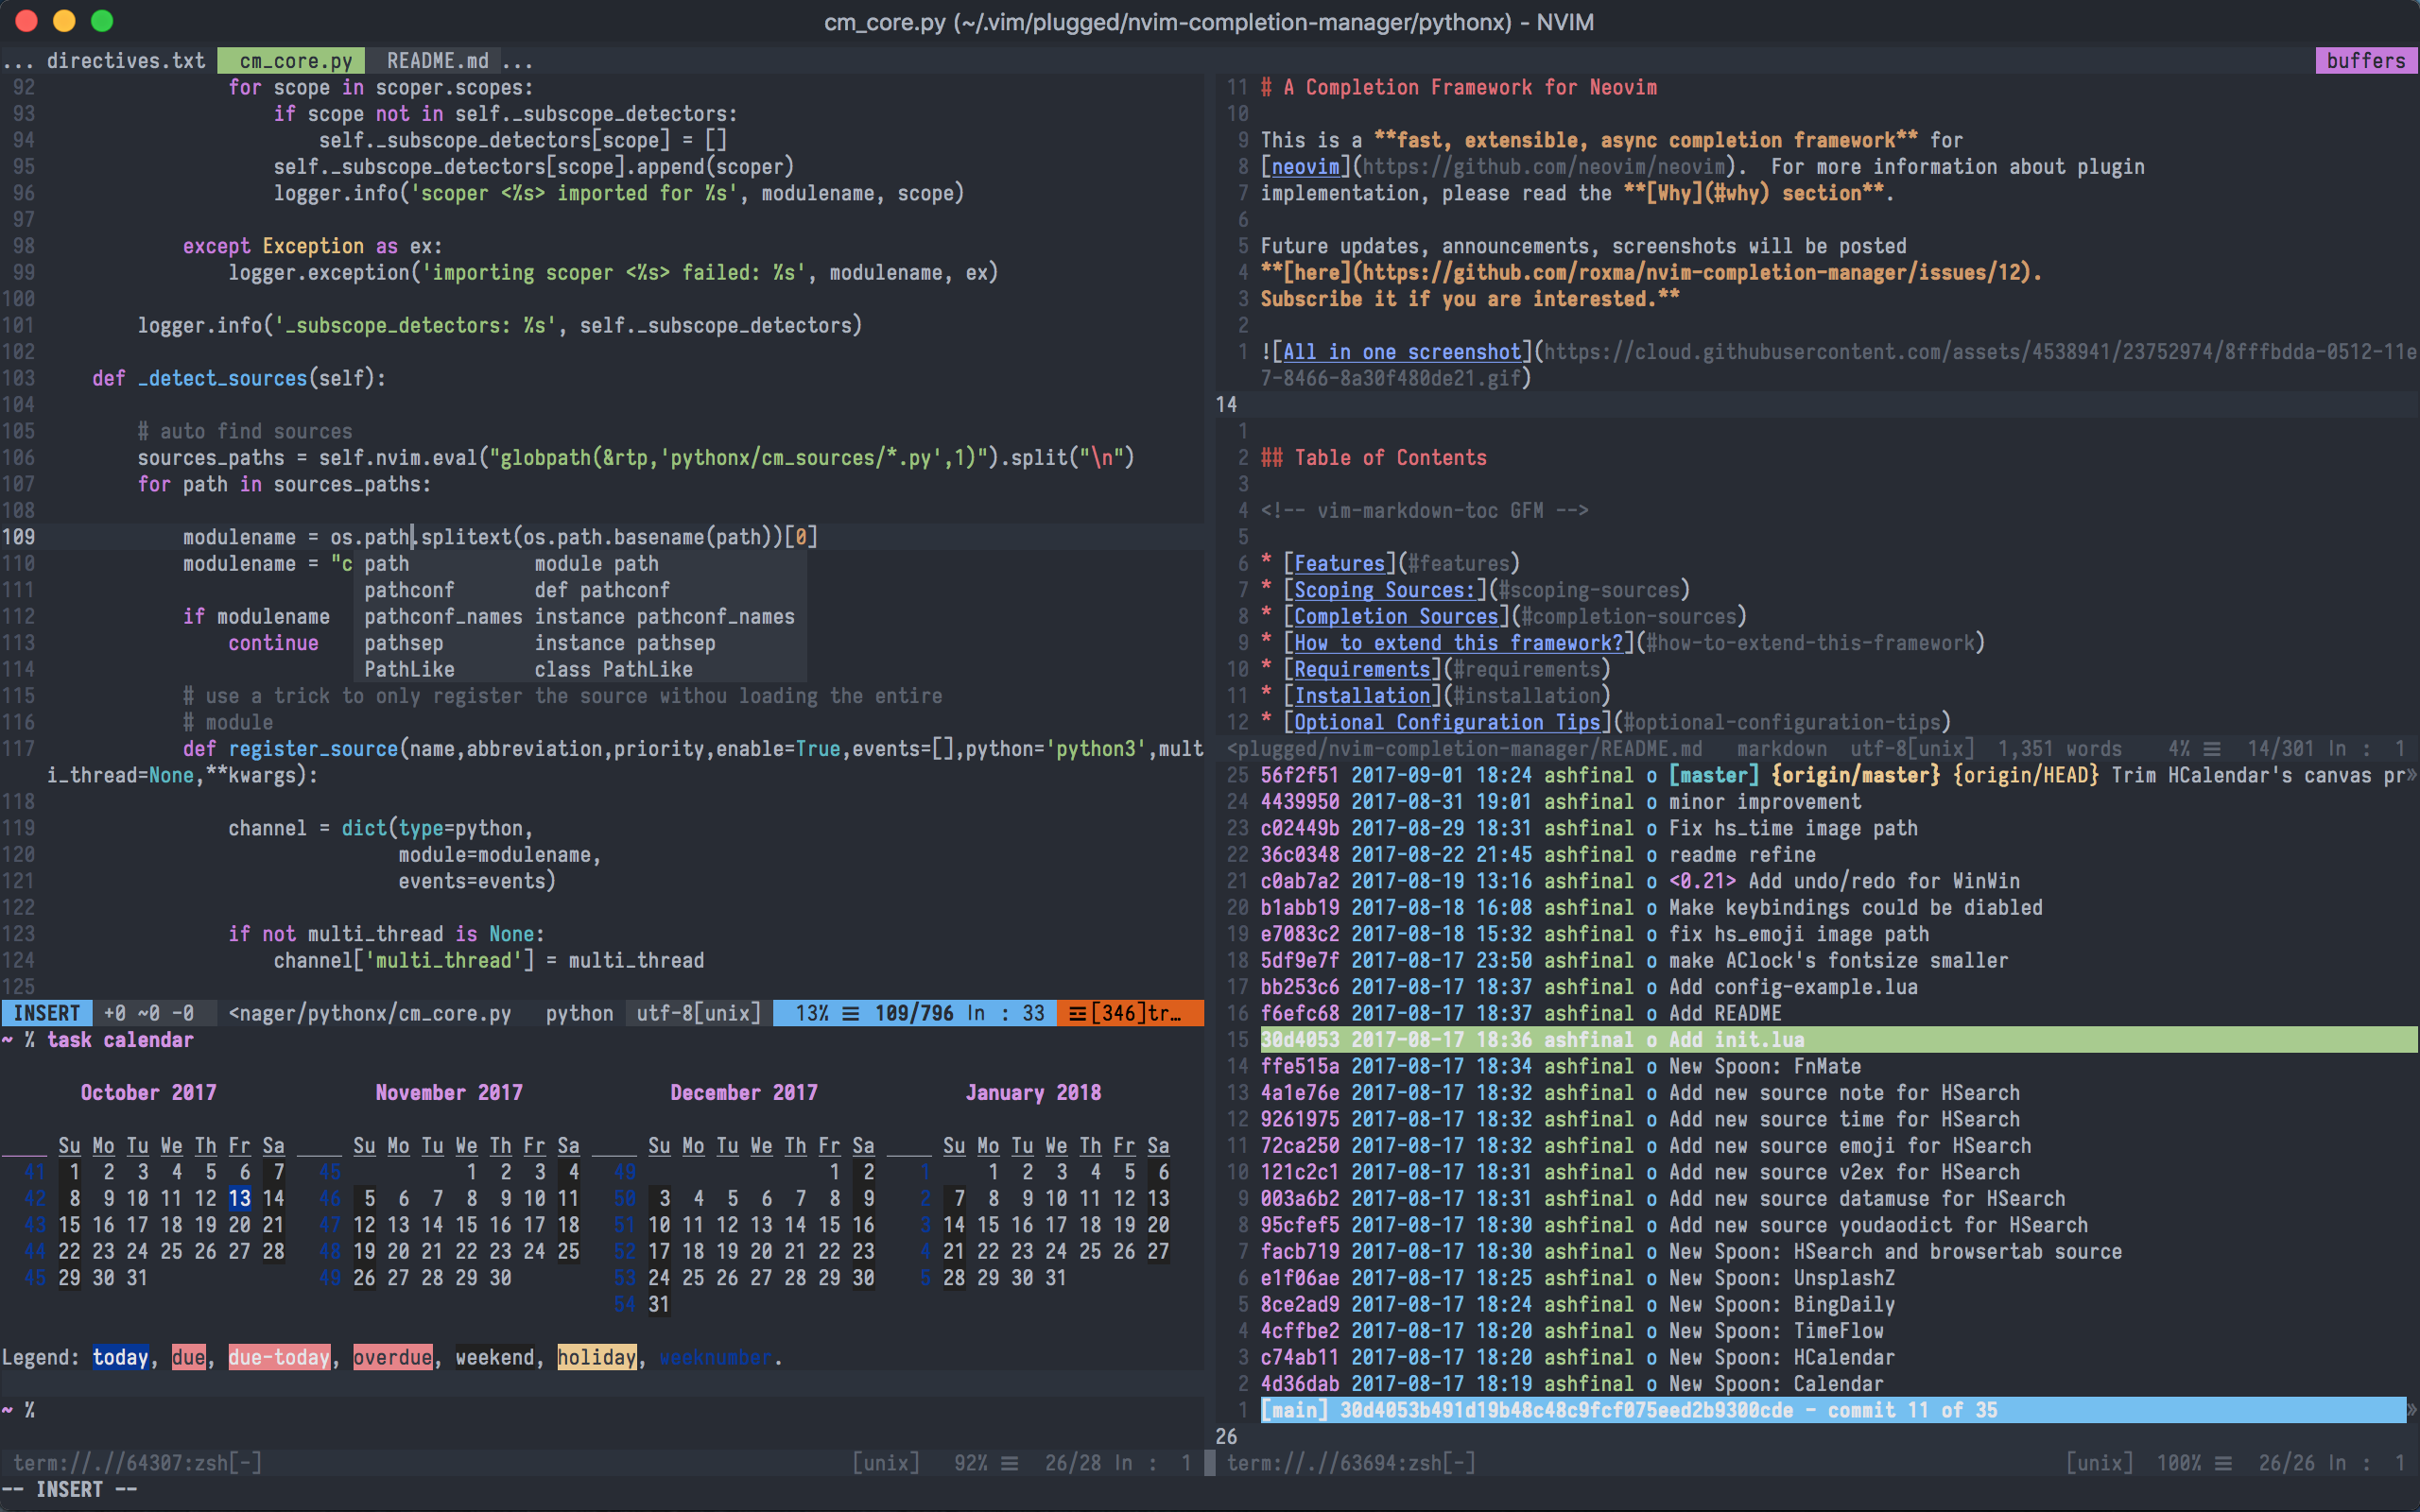 cm_core.py (~/.vim/plugged/nvim-completion-manager/pythonx) - NVIM
... directives.txt  cm_core.py  README.md ...  buffers
92                 for scope in scoper.scopes:
93                     if scope not in self._subscope_detectors:
94                         self._subscope_detectors[scope] = []
95                     self._subscope_detectors[scope].append(scoper)
96                     logger.info('scoper <%s> imported for %s', modulename, scope)
97
98             except Exception as ex:
99                 logger.exception('importing scoper <%s> failed: %s', modulename, ex)
100
101         logger.info('_subscope_detectors: %s', self._subscope_detectors)
102
103     def _detect_sources(self):
104
105         # auto find sources
106         sources_paths = self.nvim.eval("globpath(&rtp,'pythonx/cm_sources/*.py',1)").split("\n")
107         for path in sources_paths:
108
109             modulename = os.path.splitext(os.path.basename(path))[0]
110             modulename = "c path           module path
111                             pathconf       def pathconf
112             if modulename   pathconf_names instance pathconf_names
113                 continue    pathsep        instance pathsep
114                             PathLike       class PathLike
115             # use a trick to only register the source withou loading the entire
116             # module
117             def register_source(name,abbreviation,priority,enable=True,events=[],python='python3',mult
i_thread=None,**kwargs):
118
119                 channel = dict(type=python,
120                                module=modulename,
121                                events=events)
122
123                 if not multi_thread is None:
124                     channel['multi_thread'] = multi_thread
125
INSERT  +0 ~0 -0  <nager/pythonx/cm_core.py  python  utf-8[unix]  13% ☰ 109/796 ln : 33  ☲[346]tr…
~ % task calendar
October 2017  November 2017  December 2017  January 2018
Su Mo Tu We Th Fr Sa  Su Mo Tu We Th Fr Sa  Su Mo Tu We Th Fr Sa  Su Mo Tu We Th Fr Sa
41 1 2 3 4 5 6 7  45 1 2 3 4  49 1 2  1 1 2 3 4 5 6
42 8 9 10 11 12 13 14  46 5 6 7 8 9 10 11  50 3 4 5 6 7 8 9  2 7 8 9 10 11 12 13
43 15 16 17 18 19 20 21  47 12 13 14 15 16 17 18  51 10 11 12 13 14 15 16  3 14 15 16 17 18 19 20
44 22 23 24 25 26 27 28  48 19 20 21 22 23 24 25  52 17 18 19 20 21 22 23  4 21 22 23 24 25 26 27
45 29 30 31  49 26 27 28 29 30  53 24 25 26 27 28 29 30  5 28 29 30 31
54 31
Legend: today, due, due-today, overdue, weekend, holiday, weeknumber.
~ %
term://.//64307:zsh[-]  [unix]  92% ☰ 26/28 ln : 1
-- INSERT --
11 # A Completion Framework for Neovim
10
9 This is a **fast, extensible, async completion framework** for
8 [neovim](https://github.com/neovim/neovim).  For more information about plugin
7 implementation, please read the **[Why](#why) section**.
6
5 Future updates, announcements, screenshots will be posted
4 **[here](https://github.com/roxma/nvim-completion-manager/issues/12).
3 Subscribe it if you are interested.**
2
1 ![All in one screenshot](https://cloud.githubusercontent.com/assets/4538941/23752974/8fffbdda-0512-11e
7-8466-8a30f480de21.gif)
14
1
2 ## Table of Contents
3
4 <!-- vim-markdown-toc GFM -->
5
6 * [Features](#features)
7 * [Scoping Sources:](#scoping-sources)
8 * [Completion Sources](#completion-sources)
9 * [How to extend this framework?](#how-to-extend-this-framework)
10 * [Requirements](#requirements)
11 * [Installation](#installation)
12 * [Optional Configuration Tips](#optional-configuration-tips)
<plugged/nvim-completion-manager/README.md  markdown  utf-8[unix]  1,351 words  4% ☰ 14/301 ln : 1
25 56f2f51 2017-09-01 18:24 ashfinal o [master] {origin/master} {origin/HEAD} Trim HCalendar's canvas pr»
24 4439950 2017-08-31 19:01 ashfinal o minor improvement
23 c02449b 2017-08-29 18:31 ashfinal o Fix hs_time image path
22 36c0348 2017-08-22 21:45 ashfinal o readme refine
21 c0ab7a2 2017-08-19 13:16 ashfinal o <0.21> Add undo/redo for WinWin
20 b1abb19 2017-08-18 16:08 ashfinal o Make keybindings could be diabled
19 e7083c2 2017-08-18 15:32 ashfinal o fix hs_emoji image path
18 5df9e7f 2017-08-17 23:50 ashfinal o make AClock's fontsize smaller
17 bb253c6 2017-08-17 18:37 ashfinal o Add config-example.lua
16 f6efc68 2017-08-17 18:37 ashfinal o Add README
15 30d4053 2017-08-17 18:36 ashfinal o Add init.lua
14 ffe515a 2017-08-17 18:34 ashfinal o New Spoon: FnMate
13 4a1e76e 2017-08-17 18:32 ashfinal o Add new source note for HSearch
12 9261975 2017-08-17 18:32 ashfinal o Add new source time for HSearch
11 72ca250 2017-08-17 18:32 ashfinal o Add new source emoji for HSearch
10 121c2c1 2017-08-17 18:31 ashfinal o Add new source v2ex for HSearch
9 003a6b2 2017-08-17 18:31 ashfinal o Add new source datamuse for HSearch
8 95cfef5 2017-08-17 18:30 ashfinal o Add new source youdaodict for HSearch
7 facb719 2017-08-17 18:30 ashfinal o New Spoon: HSearch and browsertab source
6 e1f06ae 2017-08-17 18:25 ashfinal o New Spoon: UnsplashZ
5 8ce2ad9 2017-08-17 18:24 ashfinal o New Spoon: BingDaily
4 4cffbe2 2017-08-17 18:20 ashfinal o New Spoon: TimeFlow
3 c74ab11 2017-08-17 18:20 ashfinal o New Spoon: HCalendar
2 4d36dab 2017-08-17 18:19 ashfinal o New Spoon: Calendar
1 [main] 30d4053b491d19b48c48c9fcf075eed2b9300cde - commit 11 of 35 »
26
term://.//63694:zsh[-]  [unix]  100% ☰ 26/26 ln : 1